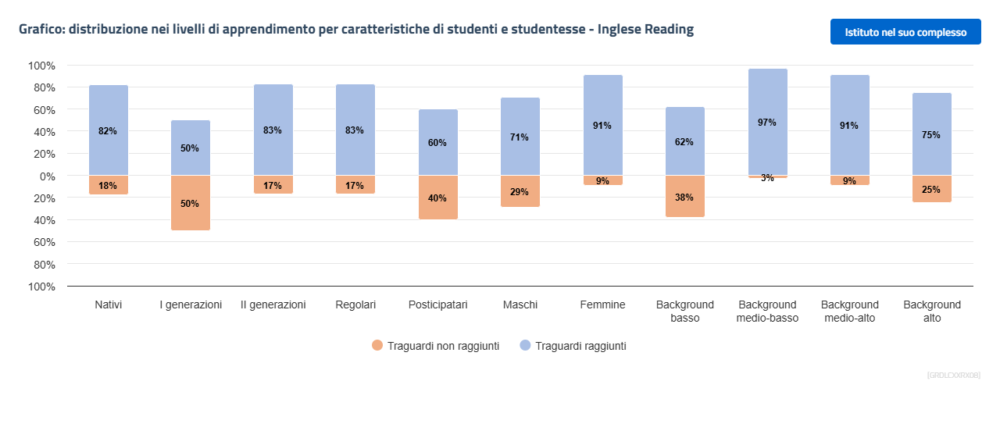 Grafico: distribuzione nei livelli di apprendimento per caratteristiche di studenti e studentesse - Inglese Reading
Istituto nel suo complesso
100%
80%
60%
40%
20%
0%
20%
40%
60%
80%
100%
82% 50% 83% 83% 60% 71% 91% 62% 97% 91% 75%
18% 50% 17% 17% 40% 29% 9% 38% 3% 9% 25%
Nativi I generazioni II generazioni Regolari Posticipatari Maschi Femmine Background basso Background medio-basso Background medio-alto Background alto
Traguardi non raggiunti Traguardi raggiunti
[GRDLCXXRX08]